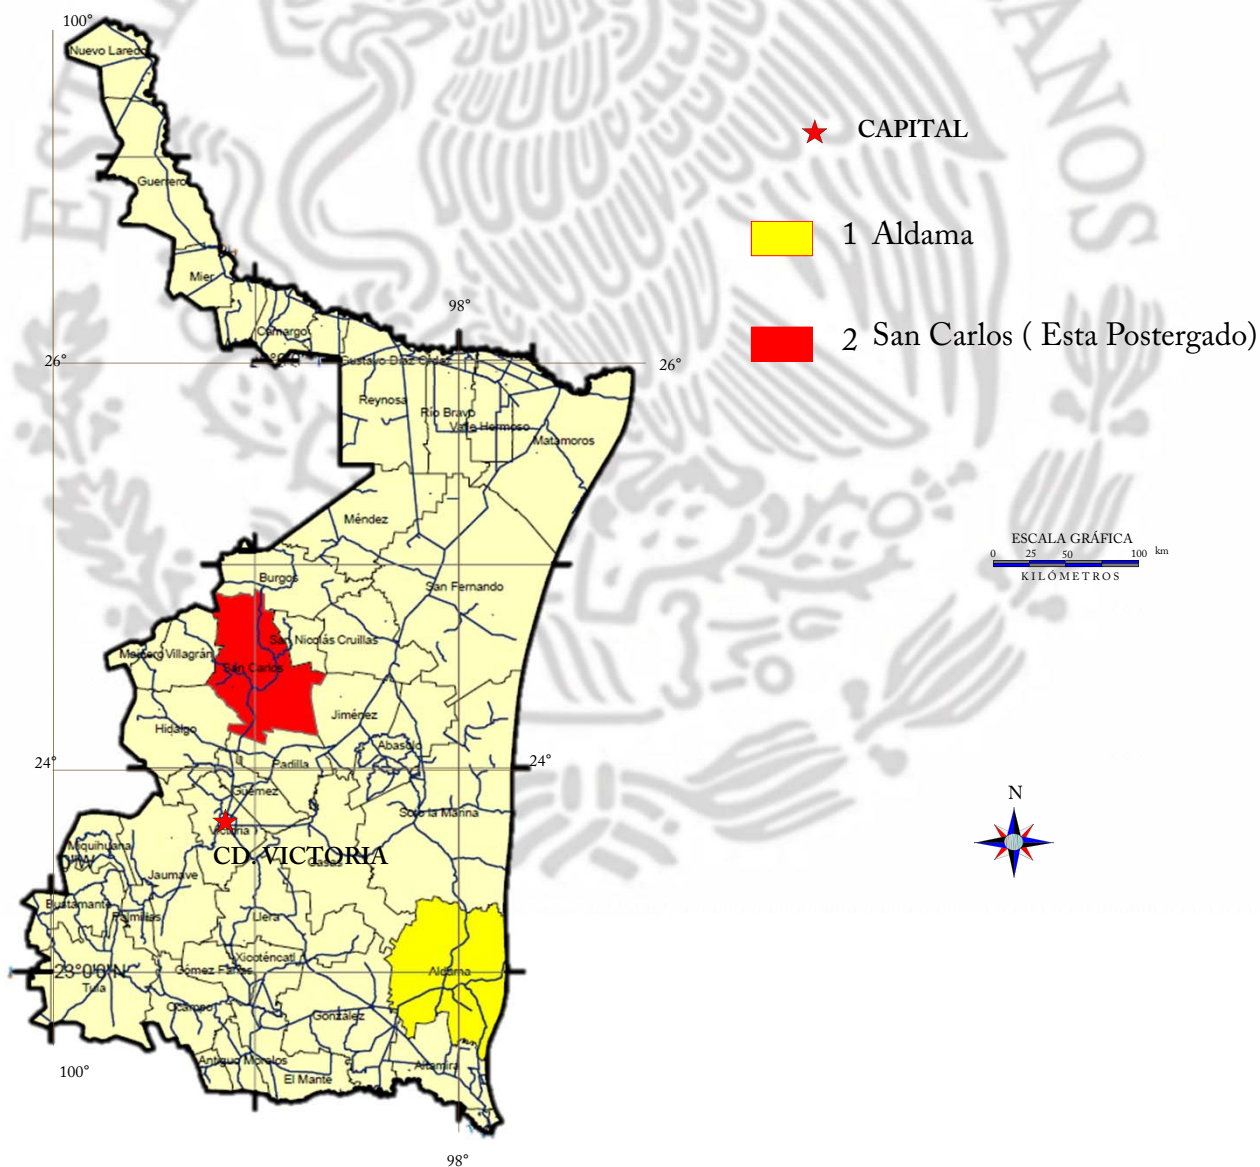 100°
Nuevo Laredo
CAPITAL
Guerrero
1 Aldama
Mier
98°
Camargo
2 San Carlos ( Esta Postergado)
26°
Gustavo Díaz Ordaz
26°
Reynosa
Río Bravo
Valle Hermoso
Matamoros
Méndez
ESCALA GRÁFICA
0 25 50 100 km
KILÓMETROS
Burgos
San Fernando
San Nicolás Cruillas
Mainero Villagrán
San Carlos
Jiménez
Hidalgo
Abasolo
24°
Padilla
24°
Güémez
N
Soto la Marina
Victoria
Miquihuana
CD. VICTORIA
Casas
0'W
Jaumave
Bustamante
Palmillas
Llera
Xicoténcatl
23°0'0"N
Gómez Farías
Aldama
Tula
Ocampo
González
Antiguo Morelos
Altamira
100°
El Mante
98°
ESTA
CANOS